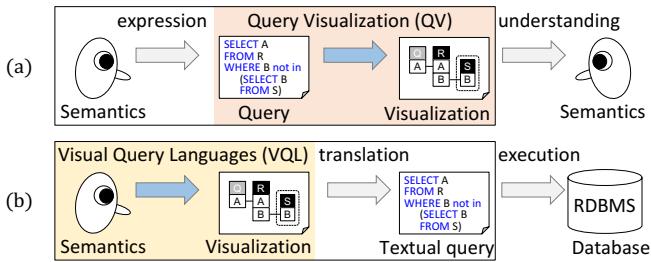 (a)
expression
Query Visualization (QV)
understanding
SELECT A
FROM R
WHERE B not in
(SELECT B
FROM S)
Q R S
A A B
B
Semantics
Query
Visualization
Semantics
(b)
Visual Query Languages (VQL)
translation
execution
Q R S
A A B
B
SELECT A
FROM R
WHERE B not in
(SELECT B
FROM S)
RDBMS
Semantics
Visualization
Textual query
Database